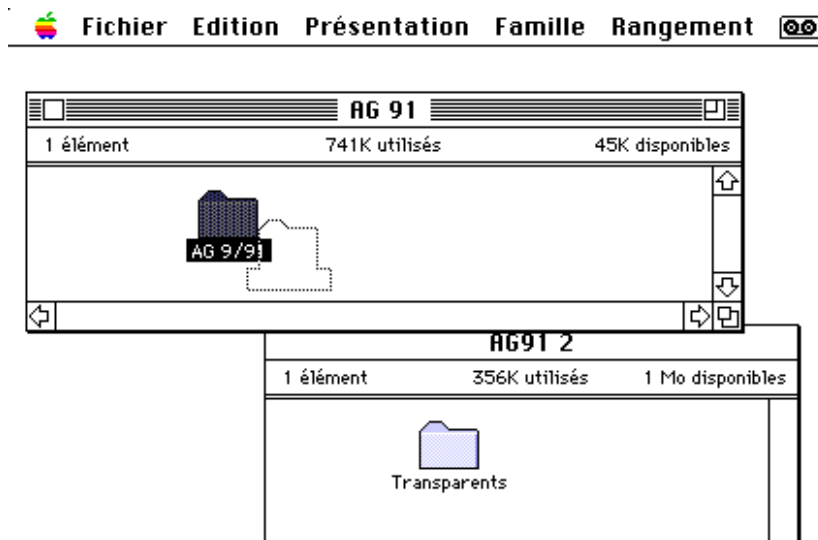 Fichier Edition Présentation Famille Rangement
AG 91
1 élément 741K utilisés 45K disponibles
AG 9/91
AG91 2
1 élément 356K utilisés 1 Mo disponibles
Transparents